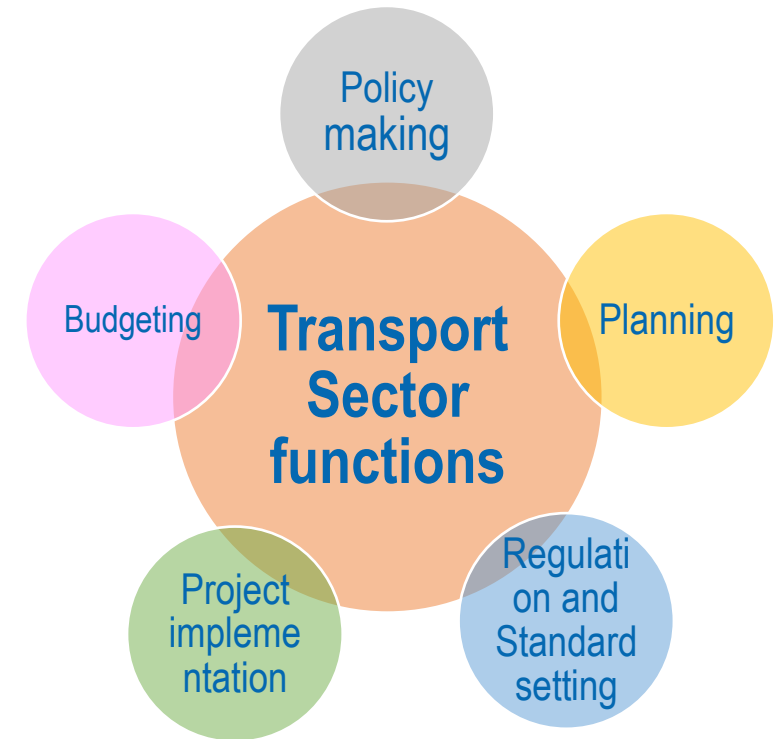 Policy
making
Budgeting
Transport
Sector
functions
Planning
Project
impleme
ntation
Regulati
on and
Standard
setting